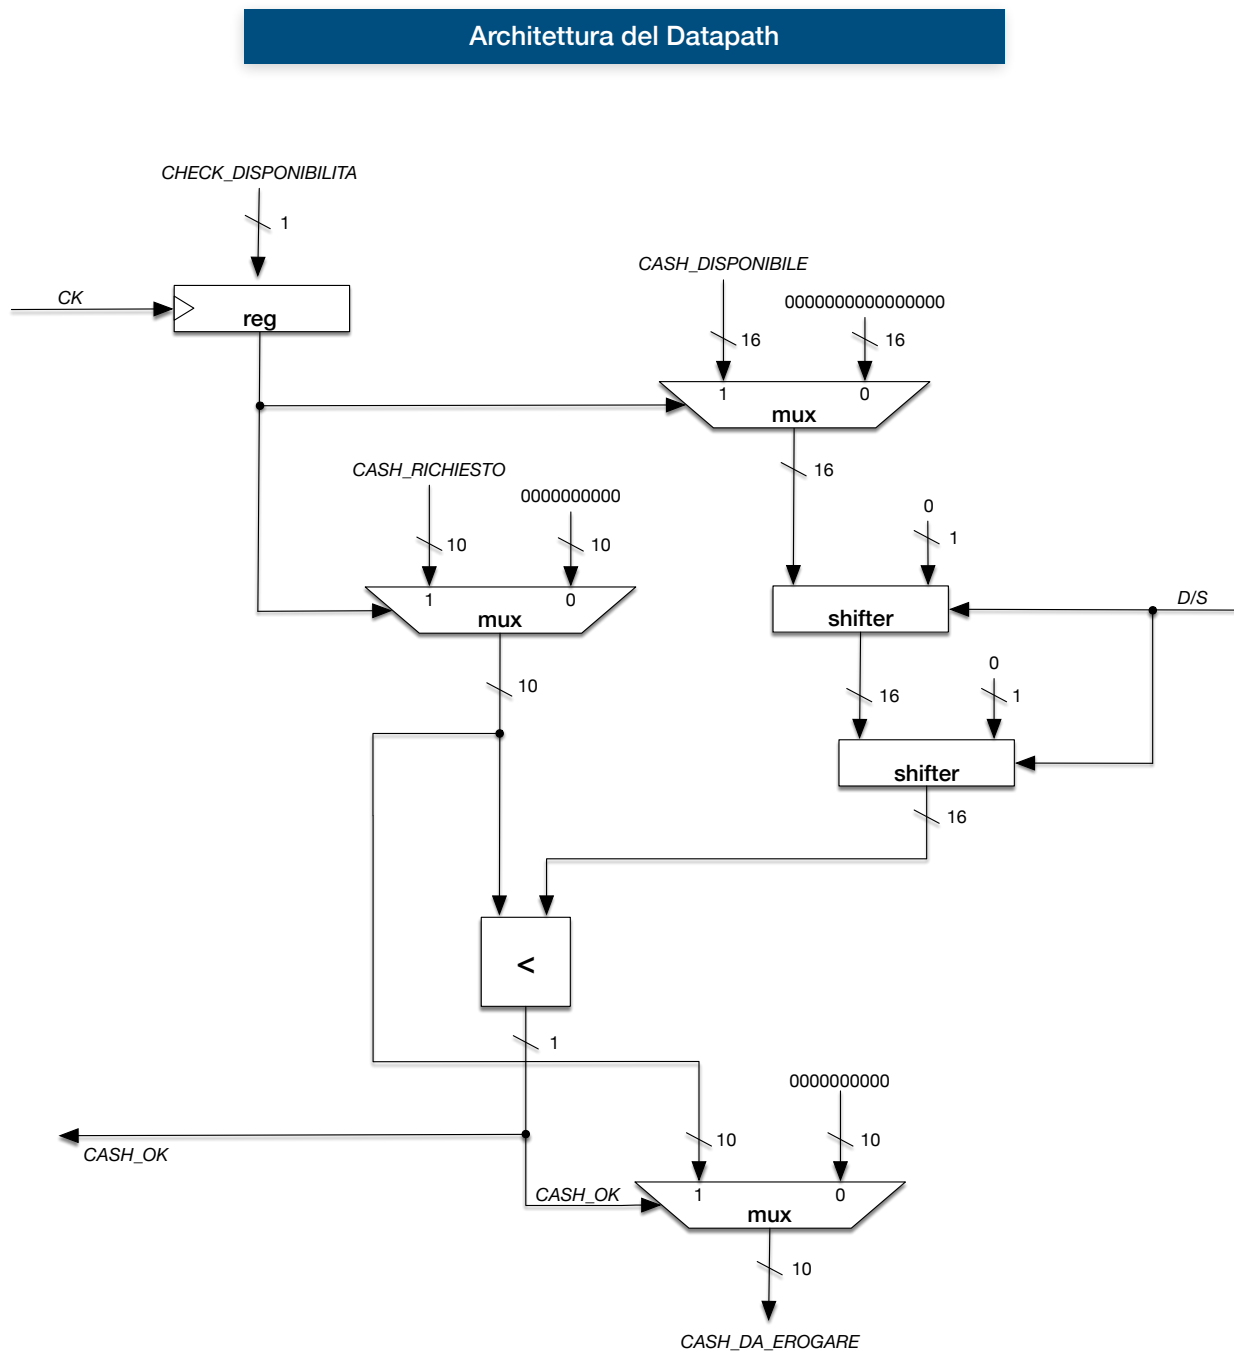 Architettura del Datapath
CHECK_DISPONIBILITA
1
CK
reg
CASH_DISPONIBILE
0000000000000000
16
16
1
0
mux
16
CASH_RICHIESTO
0000000000
10
10
1
0
mux
10
0
1
shifter
D/S
16
0
1
shifter
16
<
1
CASH_OK
CASH_OK
0000000000
10
10
1
0
mux
10
CASH_DA_EROGARE